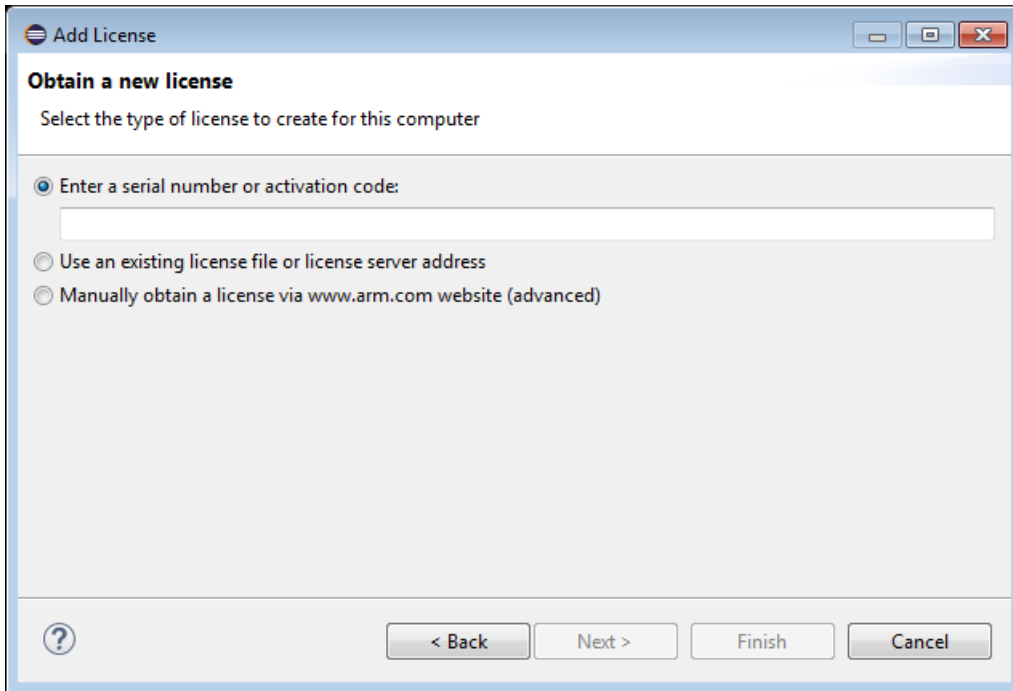 Add License
Obtain a new license
Select the type of license to create for this computer
Enter a serial number or activation code:
Use an existing license file or license server address
Manually obtain a license via www.arm.com website (advanced)
? < Back Next > Finish Cancel